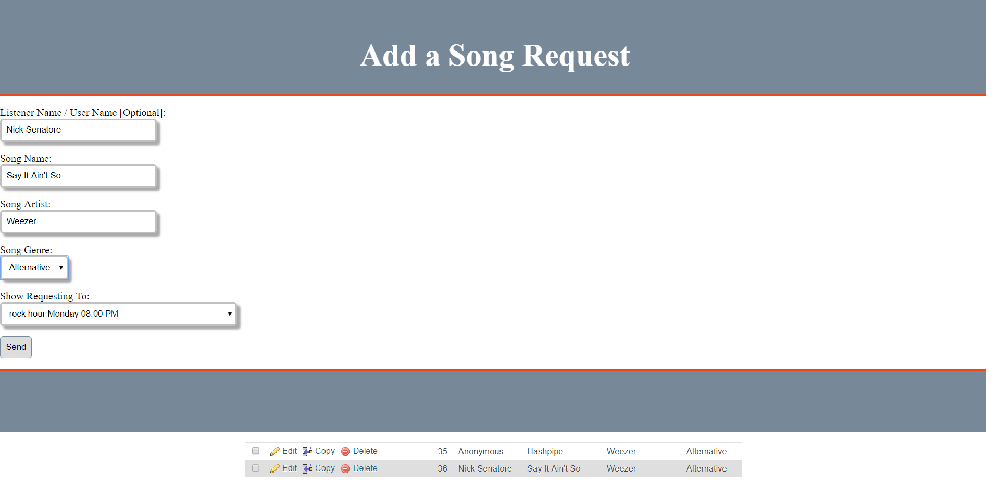 Add a Song Request
Listener Name / User Name [Optional]:
Nick Senatore
Song Name:
Say It Ain't So
Song Artist:
Weezer
Song Genre:
Alternative
Show Requesting To:
rock hour Monday 08:00 PM
Send
Edit Copy Delete 35 Anonymous Hashpipe Weezer Alternative
Edit Copy Delete 36 Nick Senatore Say It Ain't So Weezer Alternative